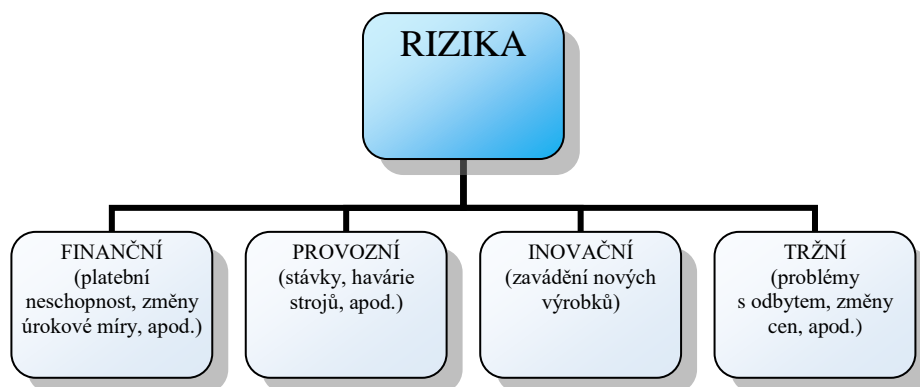 RIZIKA
FINANČNÍ
(platební
neschopnost, změny
úrokové míry, apod.)
PROVOZNÍ
(stávky, havárie
strojů, apod.)
INOVAČNÍ
(zavádění nových
výrobků)
TRŽNÍ
(problémy
s odbytem, změny
cen, apod.)